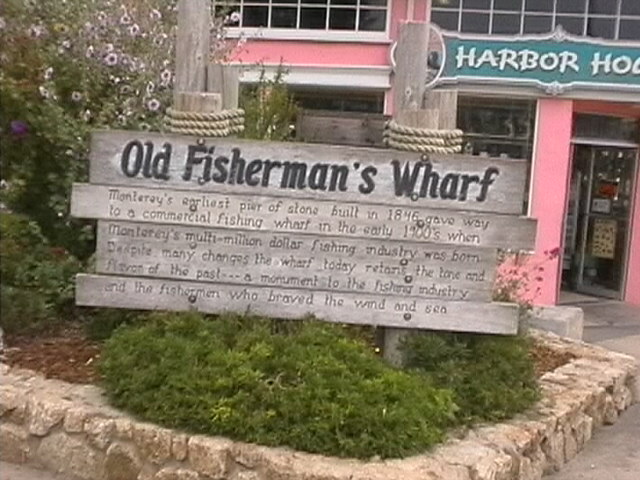 HARBOR HO
Old Fisherman's Wharf
Monterey's earliest pier of stone built in 1846 gave way
to a commercial fishing wharf in the early 1900's when
Monterey's multi-million dollar fishing industry was born
Despite many changes the wharf today retains the tone and
flavor of the past--- a monument to the fishing industry
and the fishermen who braved the wind and sea